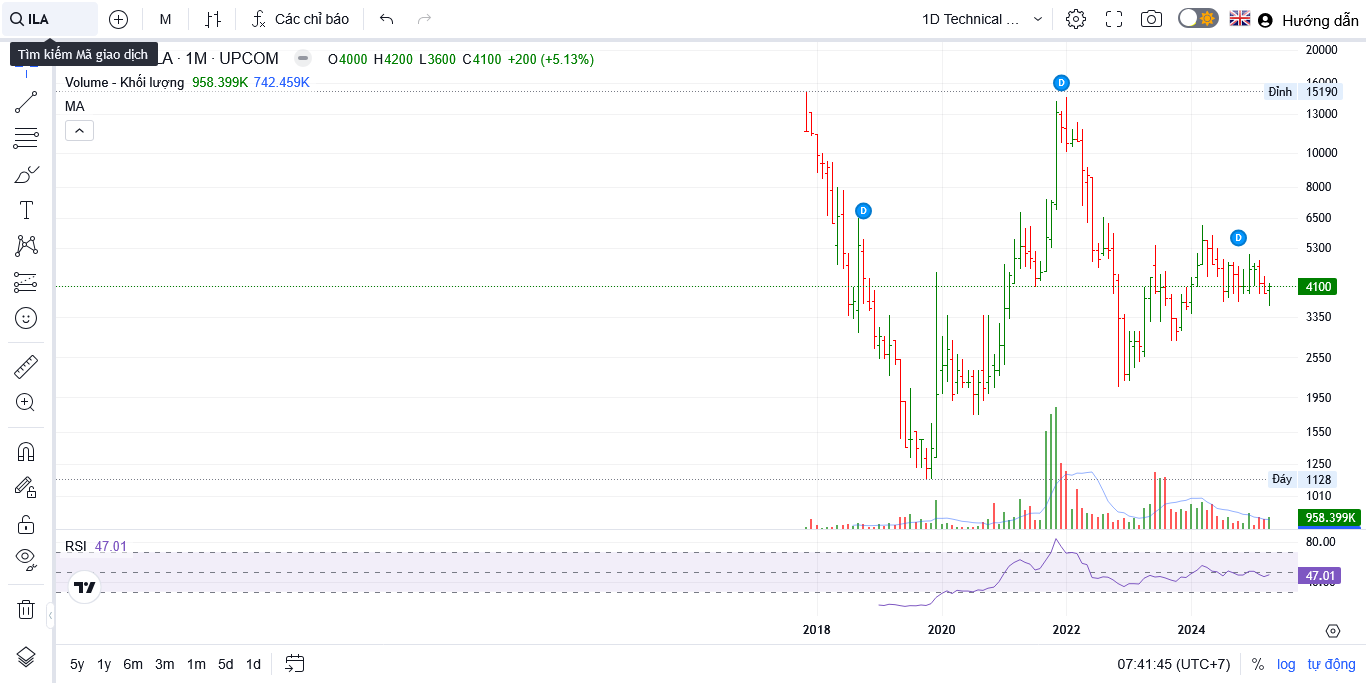 ILA
M
Các chỉ báo
1D Technical ...
Hướng dẫn
Tìm kiếm Mã giao dịch
LA · 1M · UPCOM
O4000 H4200 L3600 C4100 +200 (+5.13%)
Volume - Khối lượng 958.399K 742.459K
MA
20000
16000
Đỉnh 15190
13000
10000
8000
6500
5300
4100
3350
2550
1950
1550
1250
Đáy 1128
1010
958.399K
D
D
D
RSI 47.01
80.00
47.01
2018
2020
2022
2024
5y 1y 6m 3m 1m 5d 1d
07:41:45 (UTC+7)
% log tự động